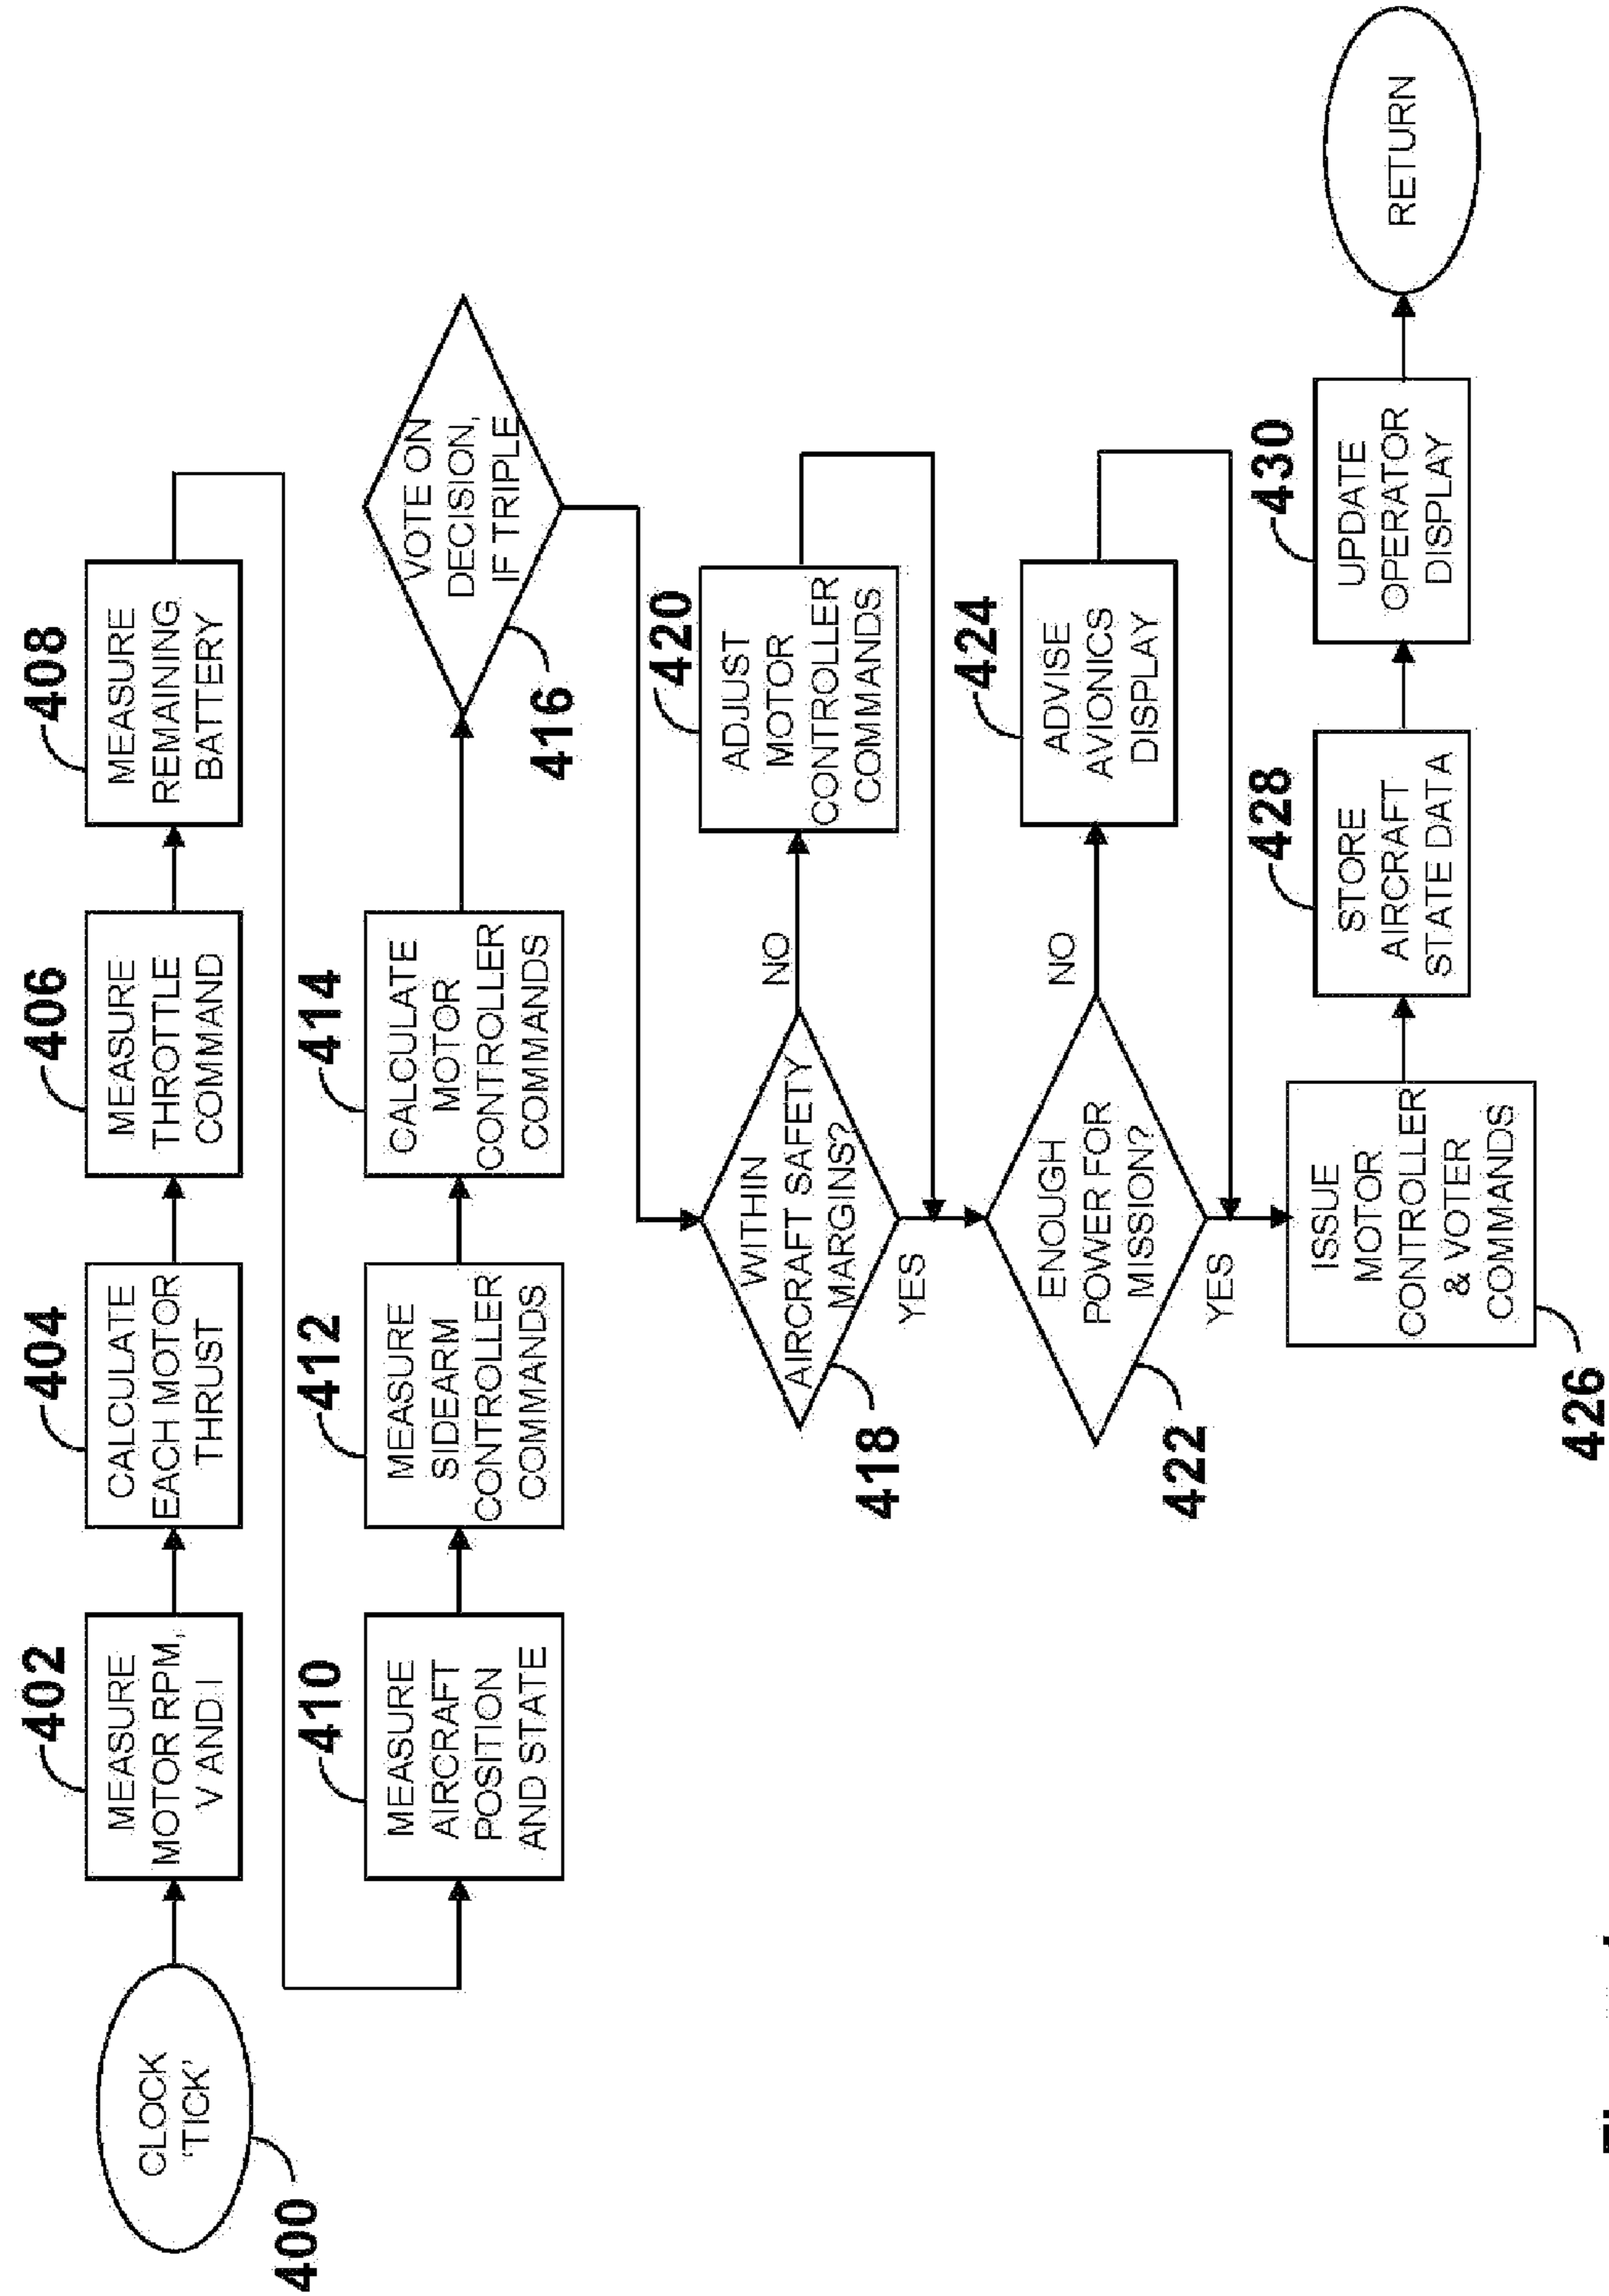 402
404
406
408
CLOCK
'TICK'
400
MEASURE
MOTOR RPM,
V AND I
CALCULATE
EACH MOTOR
THRUST
MEASURE
THROTTLE
COMMAND
MEASURE
REMAINING
BATTERY
410
412
414
MEASURE
AIRCRAFT
POSITION
AND STATE
MEASURE
SIDEARM
CONTROLLER
COMMANDS
CALCULATE
MOTOR
CONTROLLER
COMMANDS
VOTE ON
DECISION,
IF TRIPLE
416
WITHIN
AIRCRAFT SAFETY
MARGINS?
418
NO
YES
420
ADJUST
MOTOR
CONTROLLER
COMMANDS
ENOUGH
POWER FOR
MISSION?
422
NO
YES
424
ADVISE
AVIONICS
DISPLAY
ISSUE
MOTOR
CONTROLLER
& VOTER
COMMANDS
426
428
STORE
AIRCRAFT
STATE DATA
430
UPDATE
OPERATOR
DISPLAY
RETURN